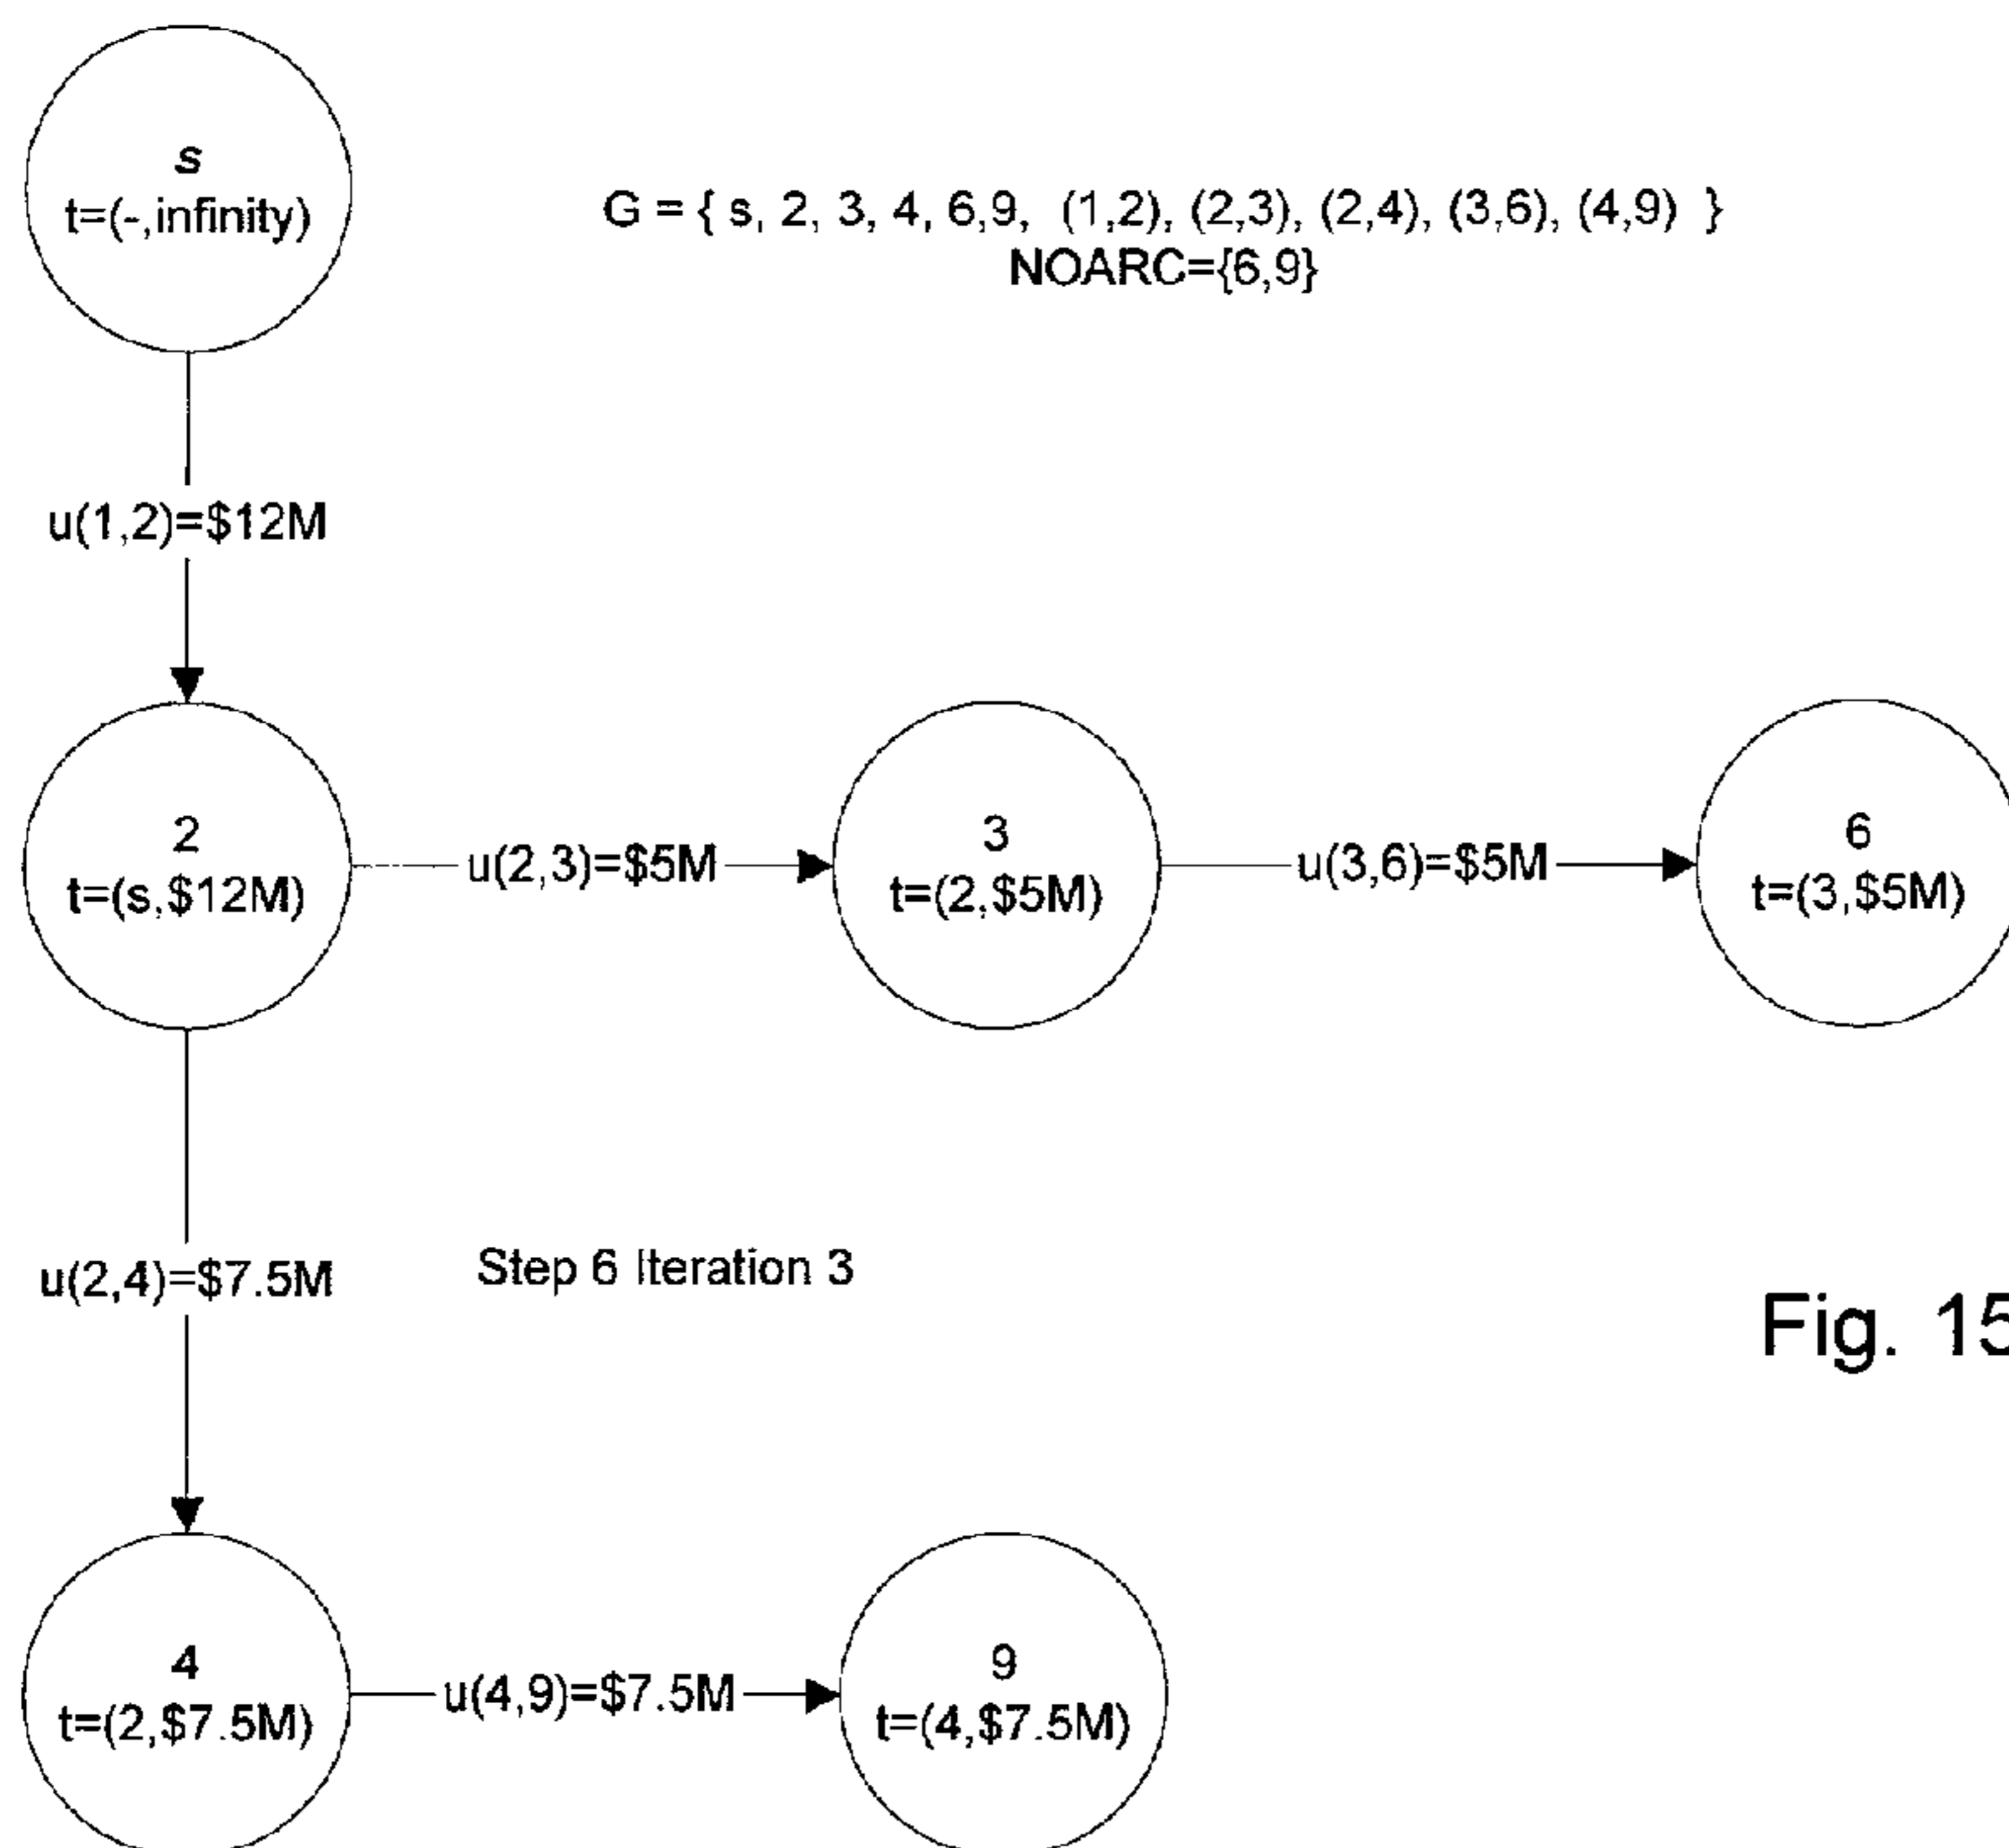 s
t=(-,infinity)
G = { s, 2, 3, 4, 6,9, (1,2), (2,3), (2,4), (3,6), (4,9) }
NOARC={6,9}
u(1,2)=$12M
2
t=(s,$12M)
u(2,3)=$5M
3
t=(2,$5M)
u(3,6)=$5M
6
t=(3,$5M)
u(2,4)=$7.5M
Step 6 Iteration 3
Fig. 15
4
t=(2,$7.5M)
u(4,9)=$7.5M
9
t=(4,$7.5M)